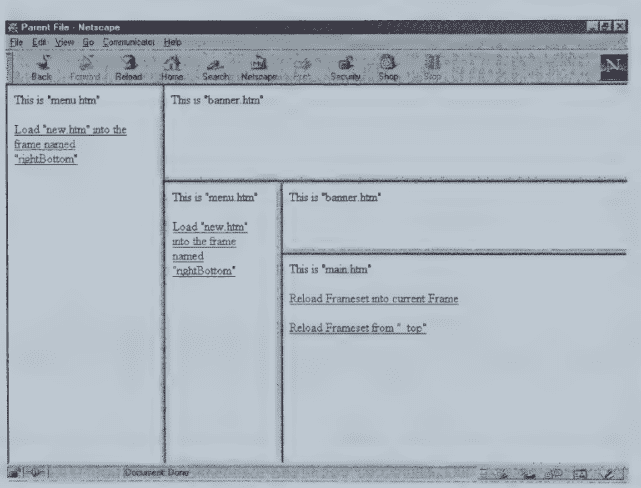 Parent File - Netscape
File Edit View Go Communicator Help
Back Forward Reload Home Search Netscape Print Security Shop Stop
N
This is "menu.htm"
Load "new.htm" into the
frame named
"rightBottom"
This is "banner.htm"
This is "menu.htm"
Load "new.htm"
into the frame
named
"rightBottom"
This is "banner.htm"
This is "main.htm"
Reload Frameset into current Frame
Reload Frameset from "_top"
Document: Done